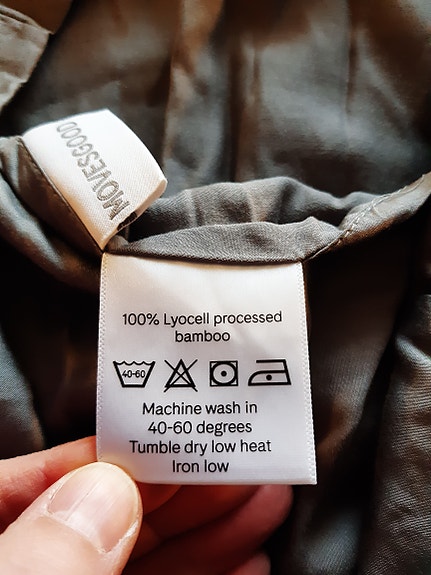 MOVESGOOD
100% Lyocell processed
bamboo
40-60
Machine wash in
40-60 degrees
Tumble dry low heat
Iron low